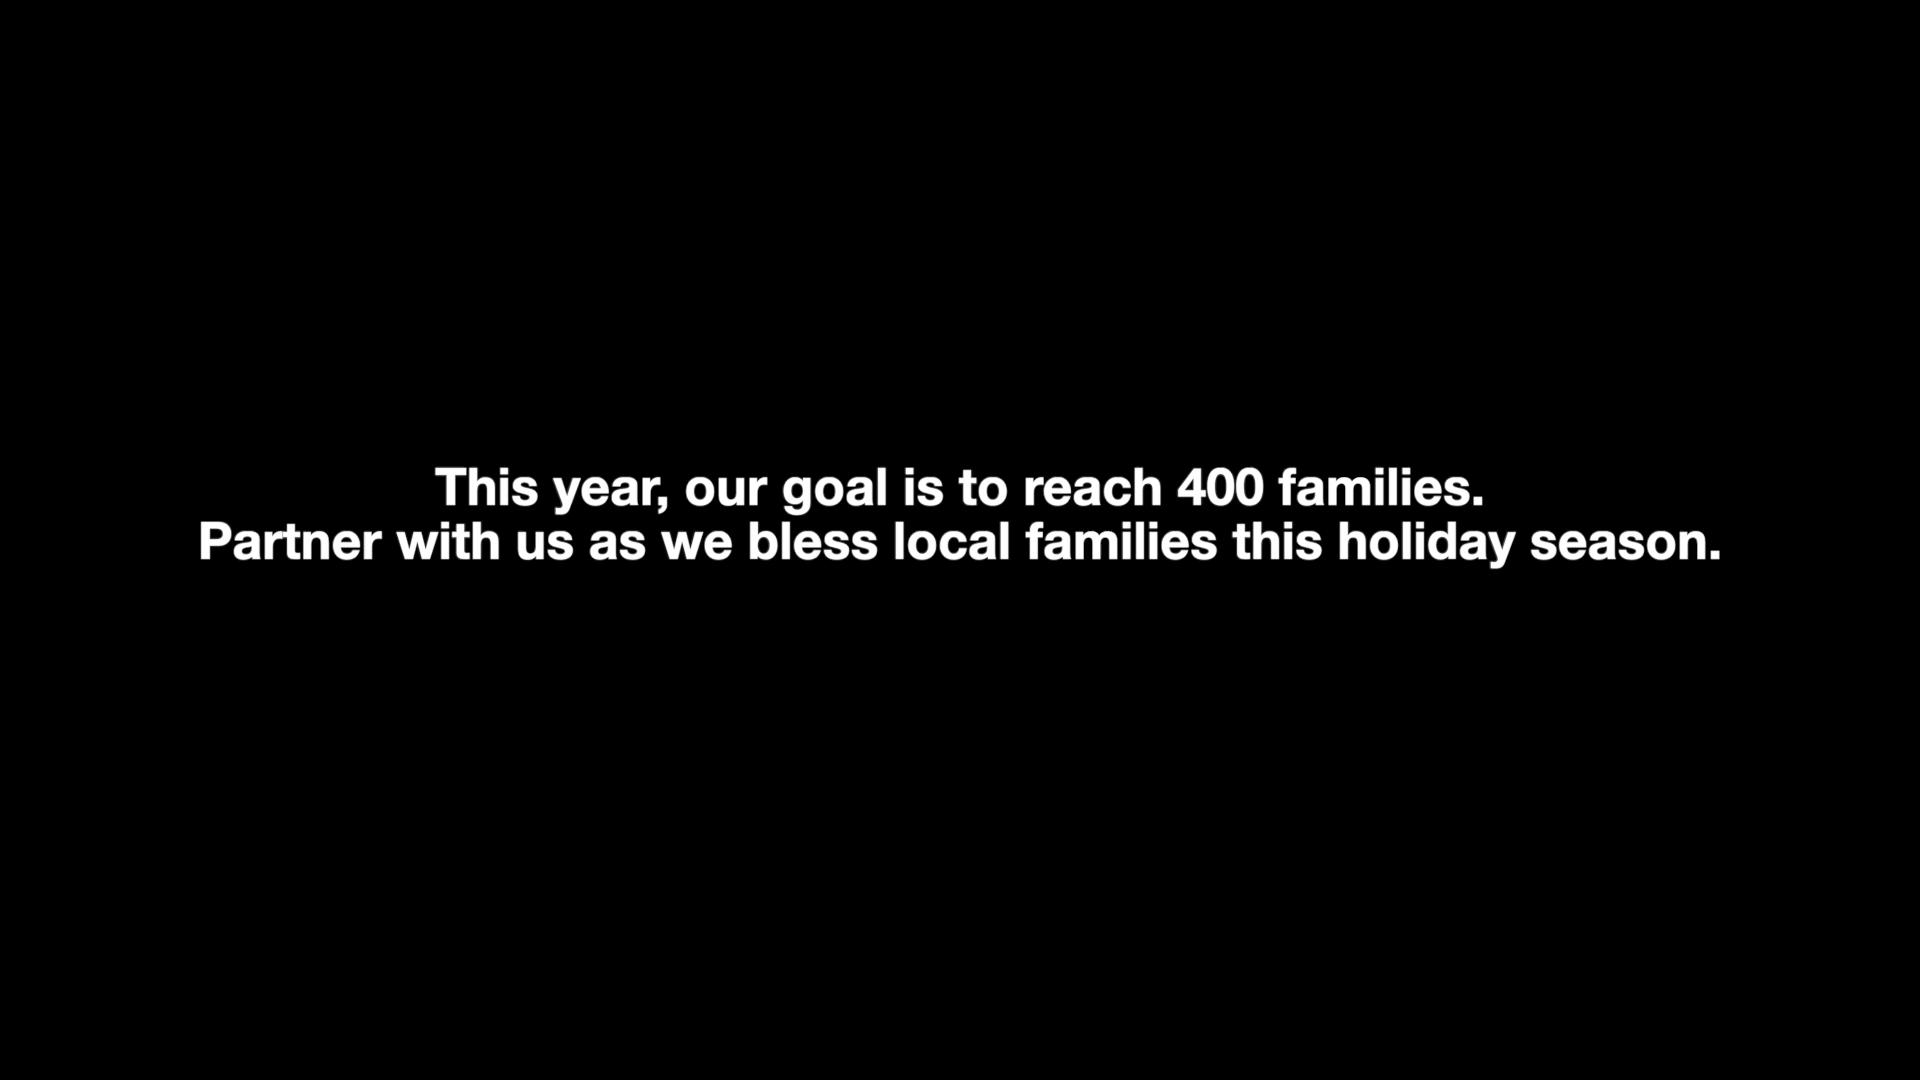 This year, our goal is to reach 400 families.
Partner with us as we bless local families this holiday season.